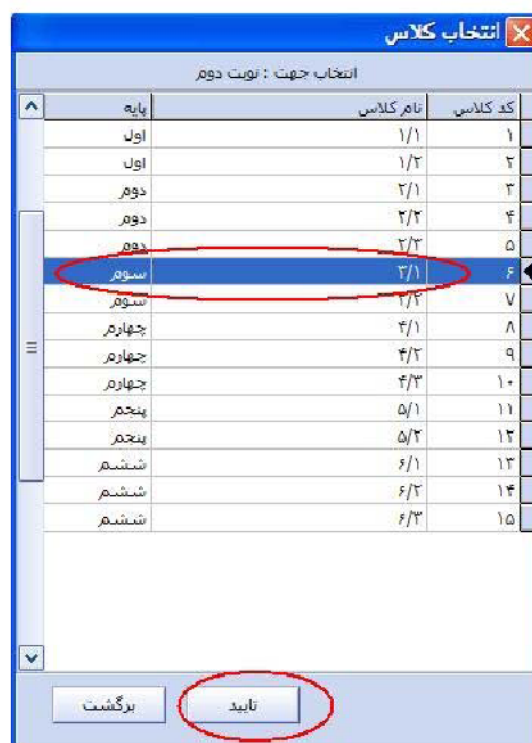 انتخاب کلاس
انتخاب جهت : نوبت دوم
کد کلاس نام کلاس پایه
۱ ۱/۱ اول
۲ ۱/۲ اول
۳ ۲/۱ دوم
۴ ۲/۲ دوم
۵ ۲/۳ دوم
۶ ۳/۱ سوم
۷ ۳/۲ سوم
۸ ۴/۱ چهارم
۹ ۴/۲ چهارم
۱۰ ۴/۳ چهارم
۱۱ ۵/۱ پنجم
۱۲ ۵/۲ پنجم
۱۳ ۶/۱ ششم
۱۴ ۶/۲ ششم
۱۵ ۶/۳ ششم
تایید برگشت